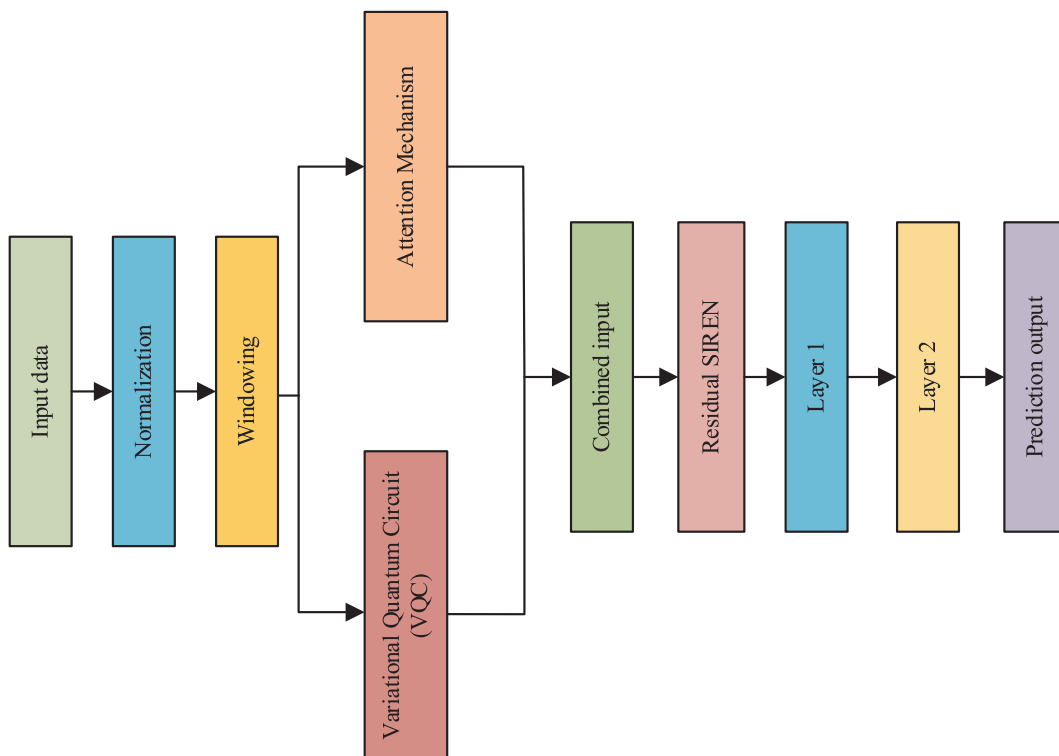 Input data
Normalization
Windowing
Attention Mechanism
Variational Quantum Circuit
(VQC)
Combined input
Residual SIREN
Layer 1
Layer 2
Prediction output